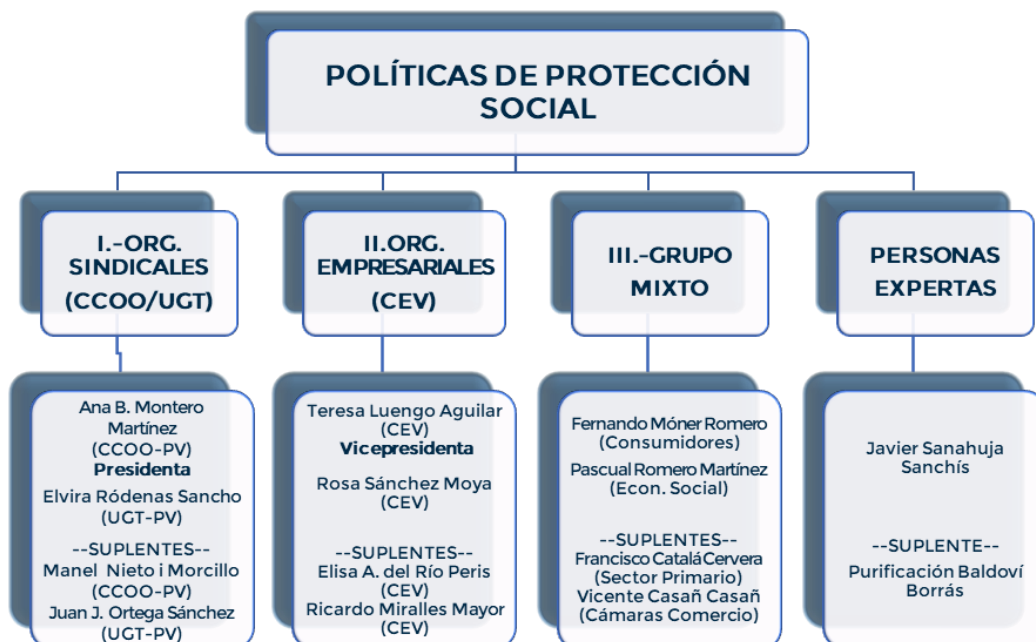 POLÍTICAS DE PROTECCIÓN
SOCIAL
I.-ORG.
SINDICALES
(CCOO/UGT)
II.ORG.
EMPRESARIALES
(CEV)
III.-GRUPO
MIXTO
PERSONAS
EXPERTAS
Ana B. Montero
Martínez
(CCOO-PV)
Presidenta
Elvira Ródenas Sancho
(UGT-PV)
--SUPLENTES--
Manel Nieto i Morcillo
(CCOO-PV)
Juan J. Ortega Sánchez
(UGT-PV)
Teresa Luengo Aguilar
(CEV)
Vicepresidenta
Rosa Sánchez Moya
(CEV)
--SUPLENTES--
Elisa A. del Río Peris
(CEV)
Ricardo Miralles Mayor
(CEV)
Fernando Móner Romero
(Consumidores)
Pascual Romero Martínez
(Econ. Social)
--SUPLENTES--
Francisco Catalá Cervera
(Sector Primario)
Vicente Casañ Casañ
(Cámaras Comercio)
Javier Sanahuja
Sanchís
--SUPLENTE--
Purificación Baldoví
Borrás